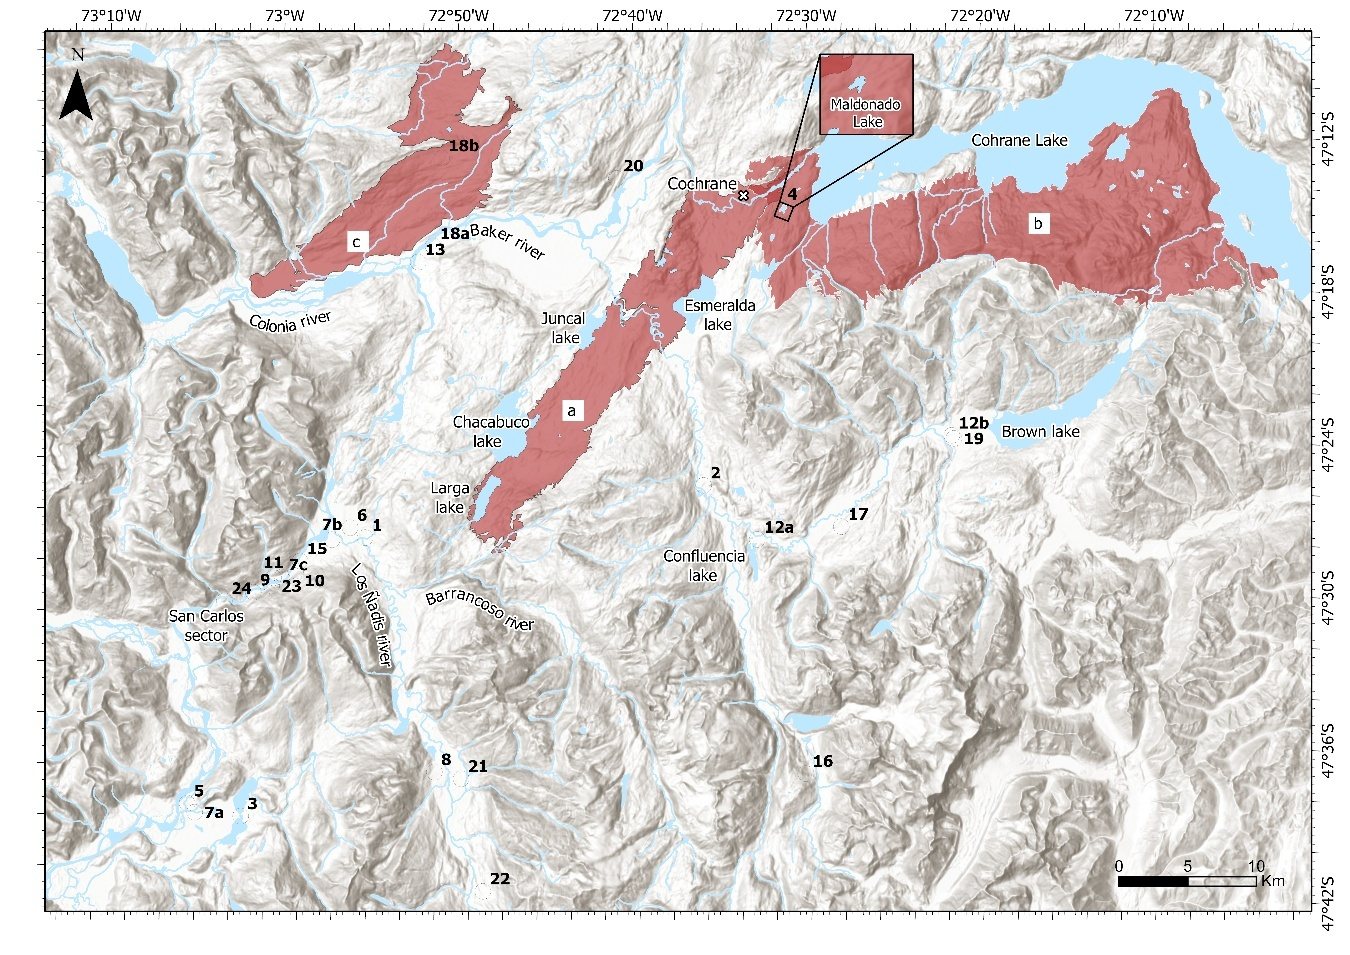 73°10'W 73°0'W 72°50'W 72°40'W 72°30'W 72°20'W 72°10'W
N
Maldonado
Lake
47°12'S
Cohrane Lake
18b
20
Cochrane
4
b
c
18a
Baker river
13
47°18'S
Colonia river
Juncal
lake
Esmeralda
lake
a
Chacabuco
lake
12b
19
Brown lake
47°24'S
2
Larga
lake
6
7b
1
12a
17
15
Confluencia
lake
11
7c
9
23
10
24
Los Ñadis river
Barrancoso river
San Carlos
sector
47°30'S
47°36'S
8
21
16
5
7a
3
22
0 5 10
Km
47°42'S